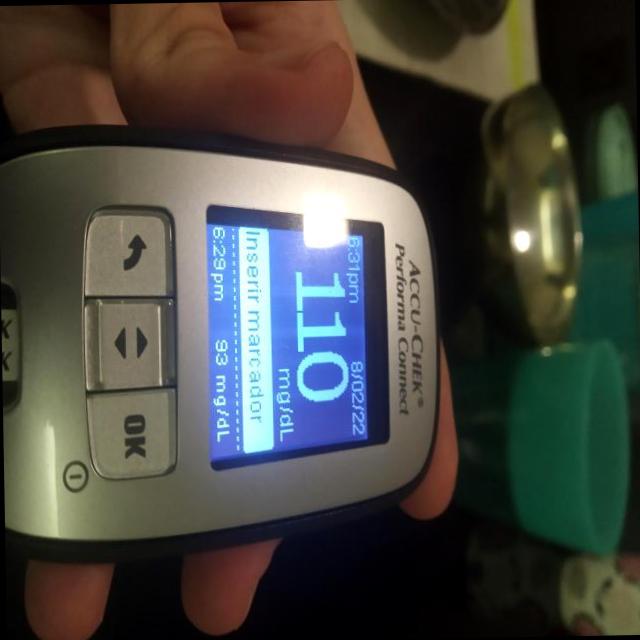 ACCU-CHEK®
Performa Connect
6:31pm 8/02/22
110
mg/dL
Inserir marcador
6:29pm 93 mg/dL
OK